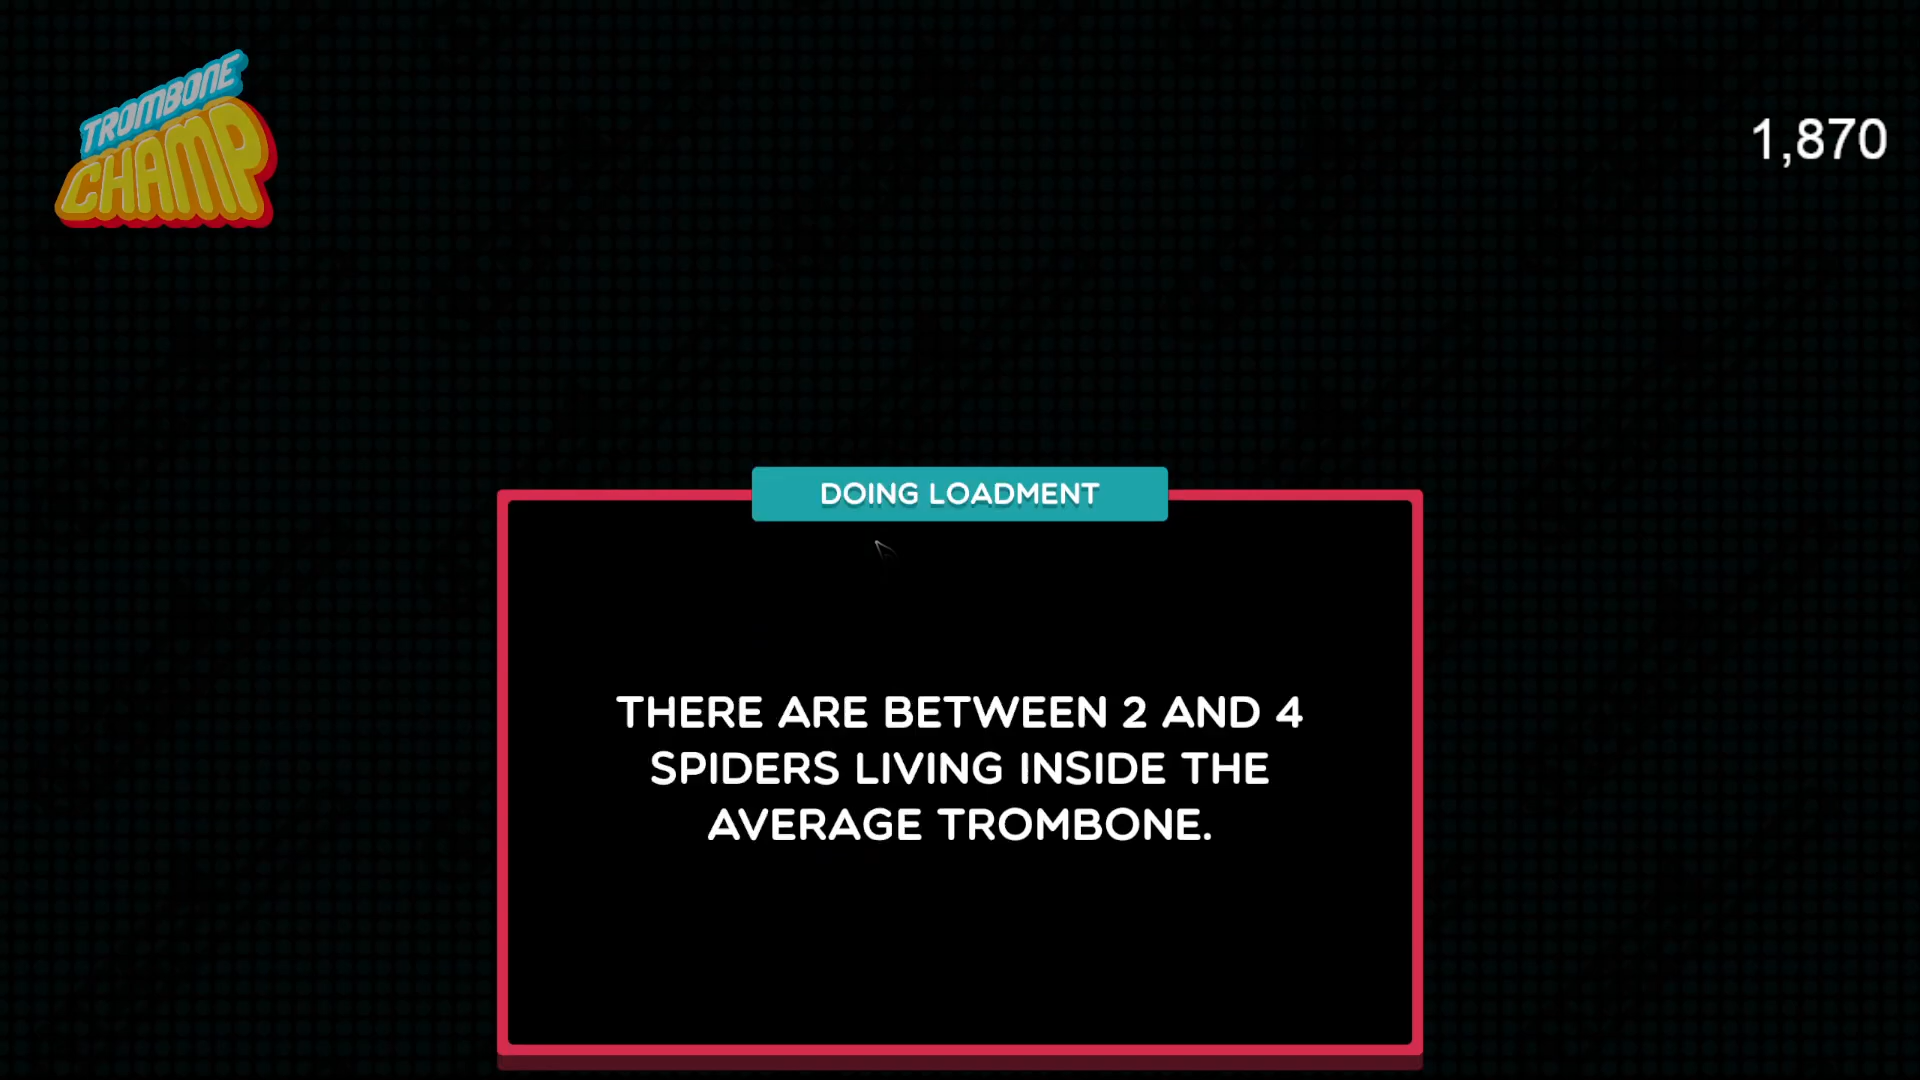 TROMBONE
CHAMP
1,870
DOING LOADMENT
THERE ARE BETWEEN 2 AND 4
SPIDERS LIVING INSIDE THE
AVERAGE TROMBONE.